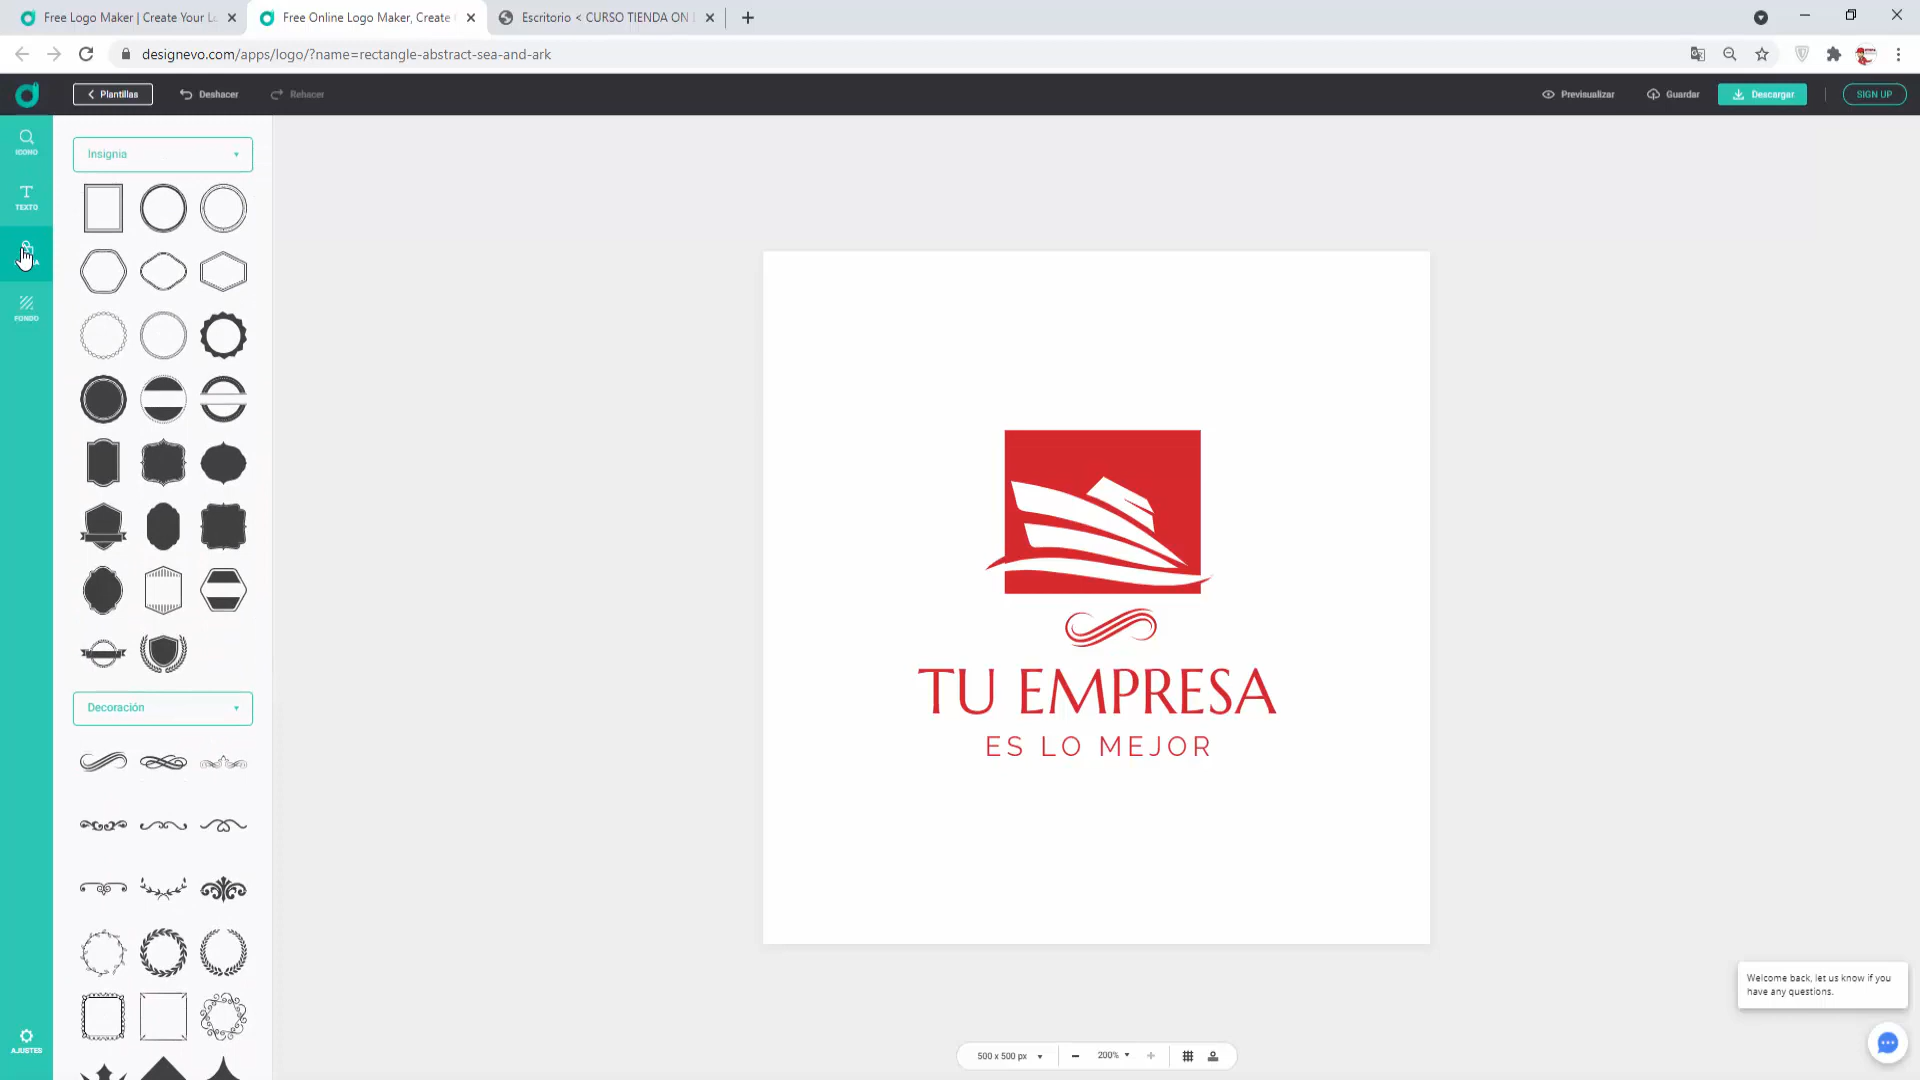 Free Logo Maker | Create Your L
Free Online Logo Maker, Create
Escritorio < CURSO TIENDA ON
designevo.com/apps/logo/?name=rectangle-abstract-sea-and-ark
Plantillas
Deshacer
Rehacer
Previsualizar
Guardar
Descargar
SIGN UP
ICONO
TEXTO
FONDO
AJUSTES
Insignia
Decoración
TU EMPRESA
ES LO MEJOR
Welcome back, let us know if you
have any questions.
500 x 500 px
200%